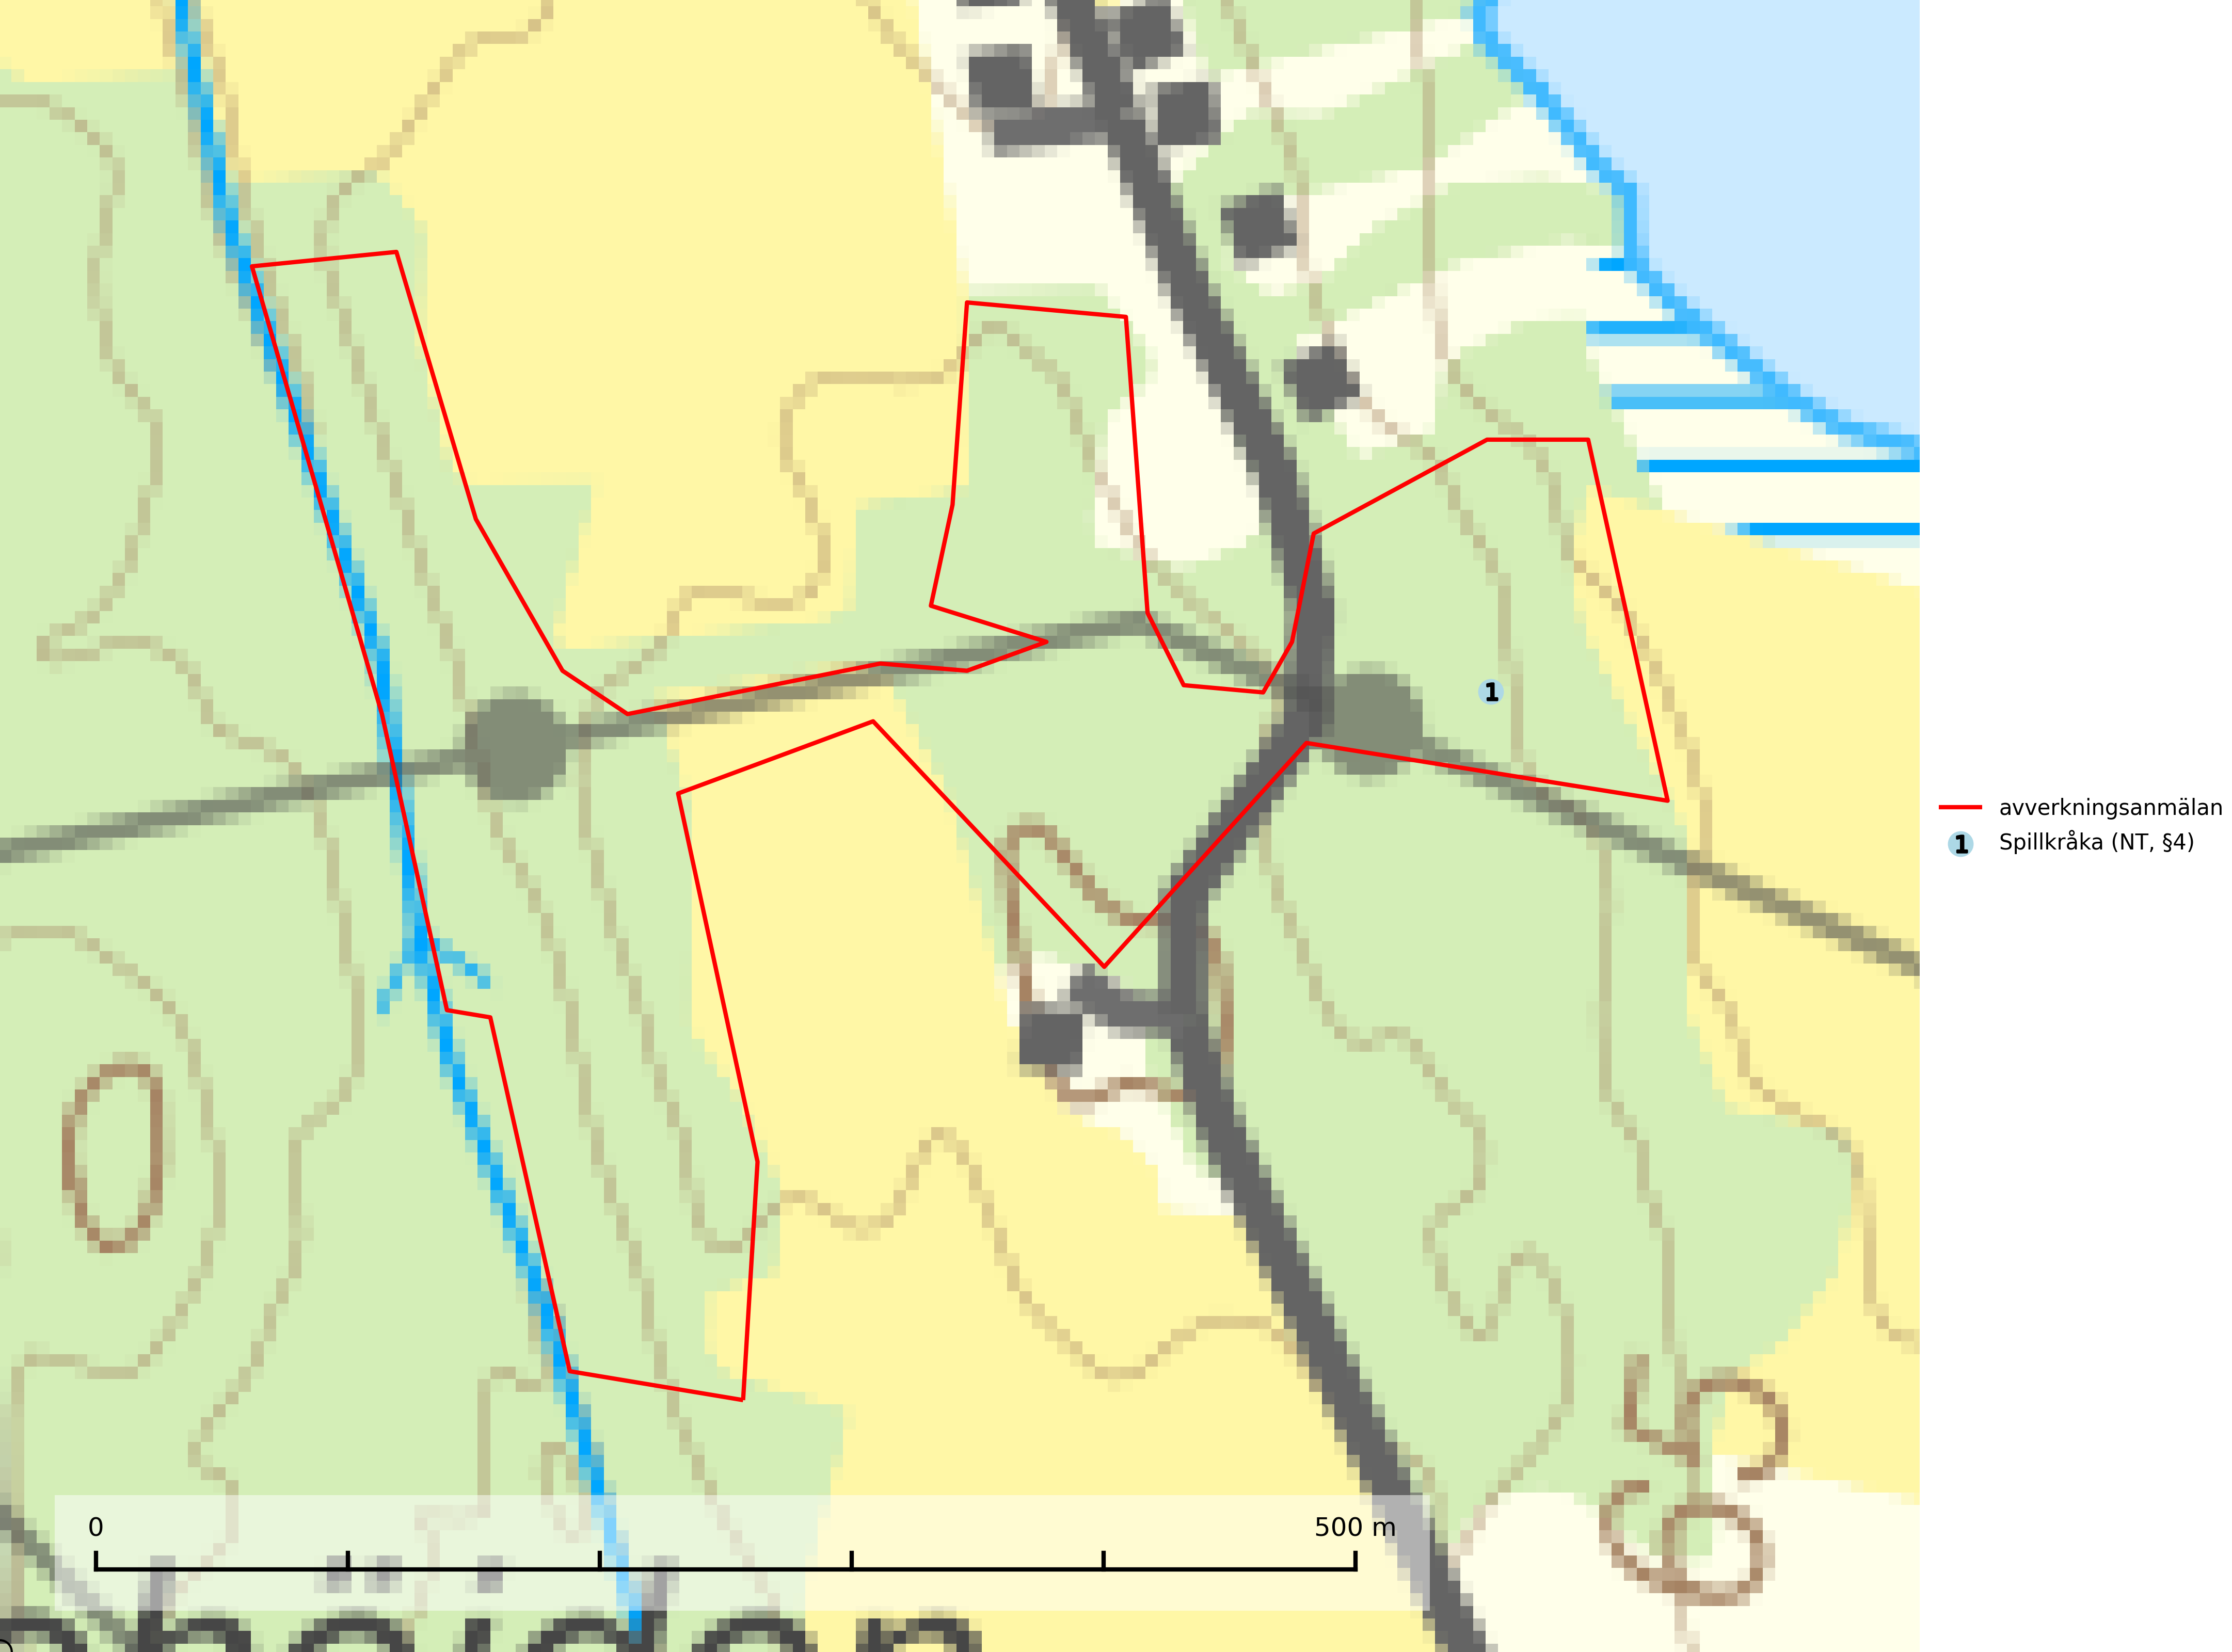 1
avverkningsanmälan
1 Spillkråka (NT, §4)
0 500 m